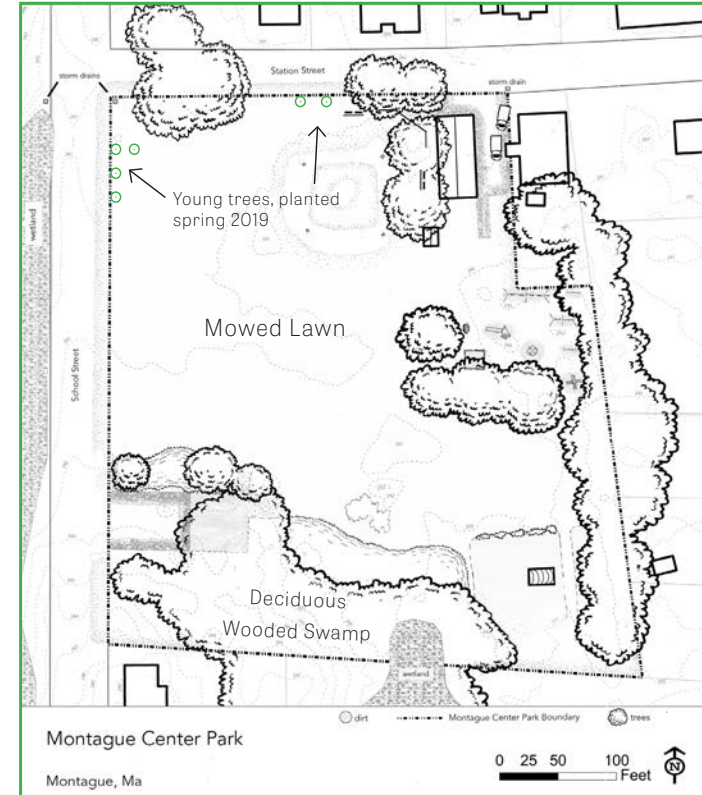 Station Street
storm drains
storm drain
Young trees, planted
spring 2019
wetland
Mowed Lawn
School Street
Deciduous
Wooded Swamp
wetland
dirt
Montague Center Park Boundary
trees
Montague Center Park
Montague, Ma
0 25 50 100
Feet
N